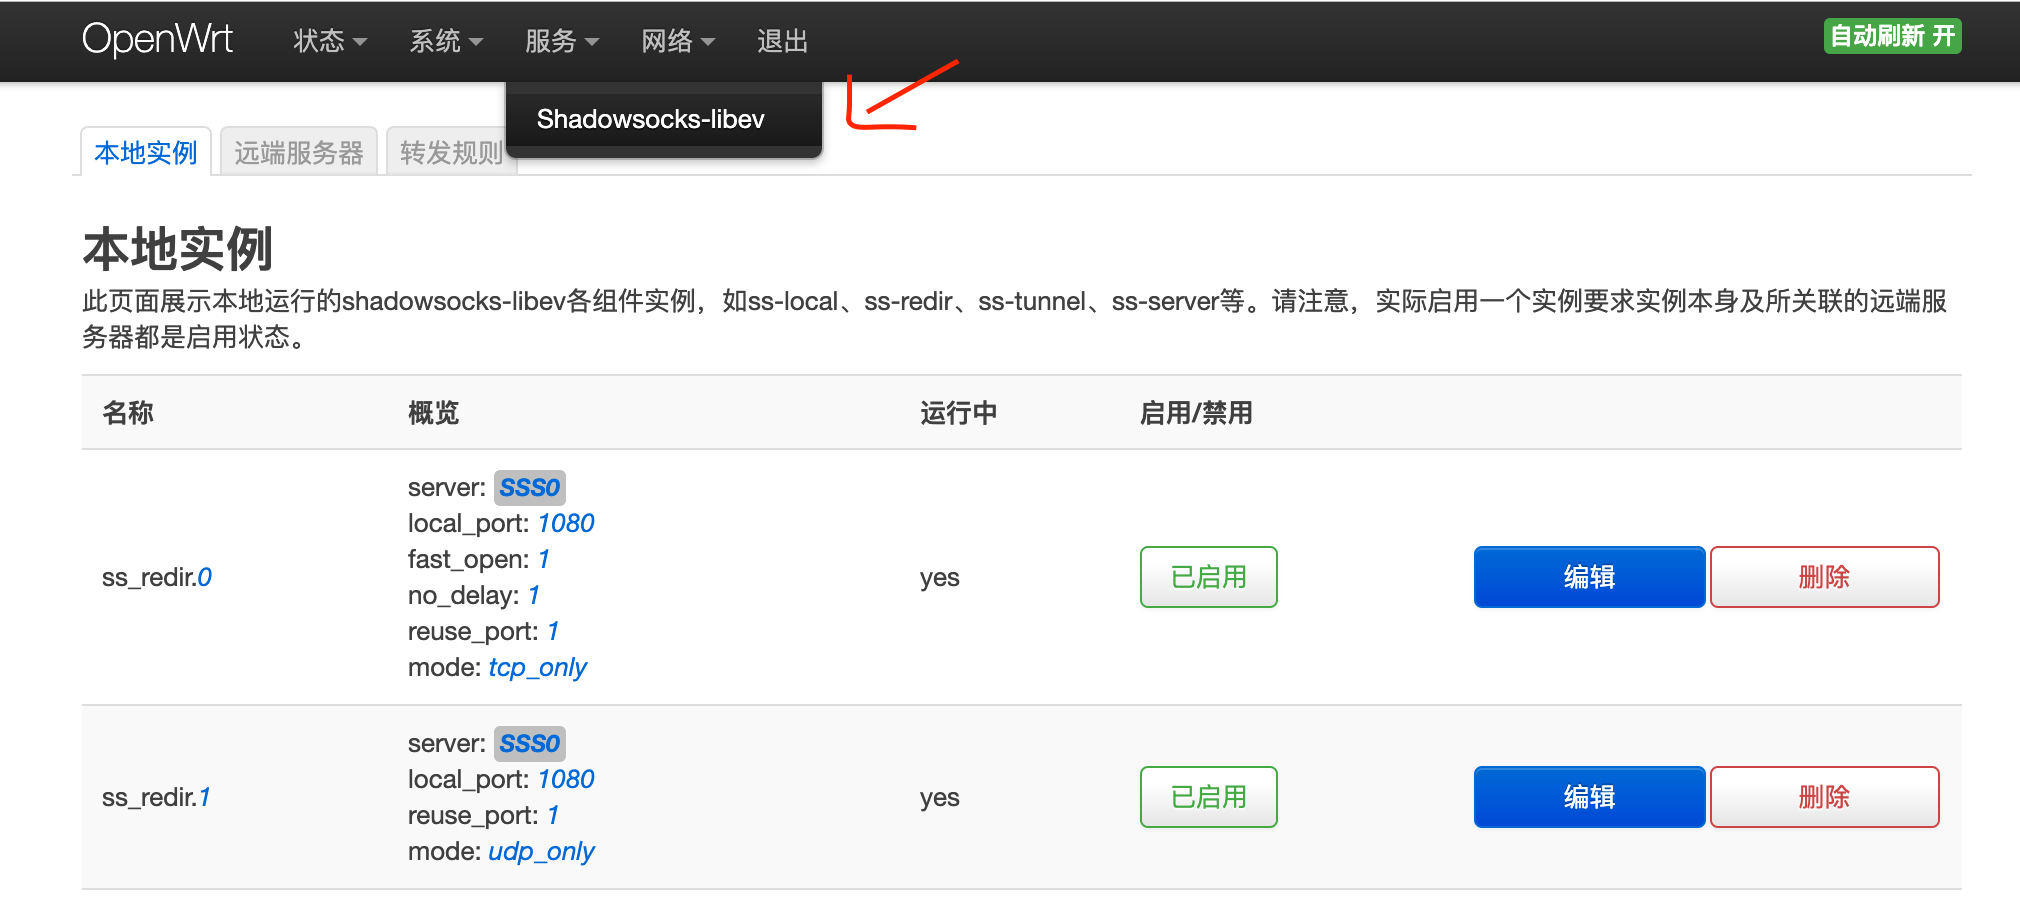 OpenWrt 状态 系统 服务 网络 退出 自动刷新 开
Shadowsocks-libev
本地实例 远端服务器 转发规则
本地实例
此页面展示本地运行的shadowsocks-libev各组件实例，如ss-local、ss-redir、ss-tunnel、ss-server等。请注意，实际启用一个实例要求实例本身及所关联的远端服
务器都是启用状态。
名称 概览 运行中 启用/禁用
server: SSS0
local_port: 1080
fast_open: 1
ss_redir.0 no_delay: 1 yes 已启用 编辑 删除
reuse_port: 1
mode: tcp_only
server: SSS0
local_port: 1080
ss_redir.1 reuse_port: 1 yes 已启用 编辑 删除
mode: udp_only